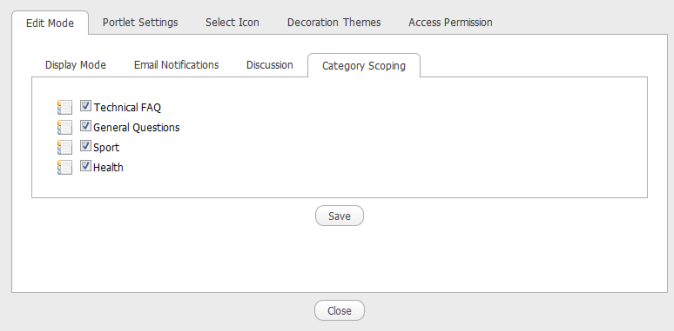 Edit Mode Portlet Settings Select Icon Decoration Themes Access Permission
Display Mode Email Notifications Discussion Category Scoping
Technical FAQ
General Questions
Sport
Health
Save
Close